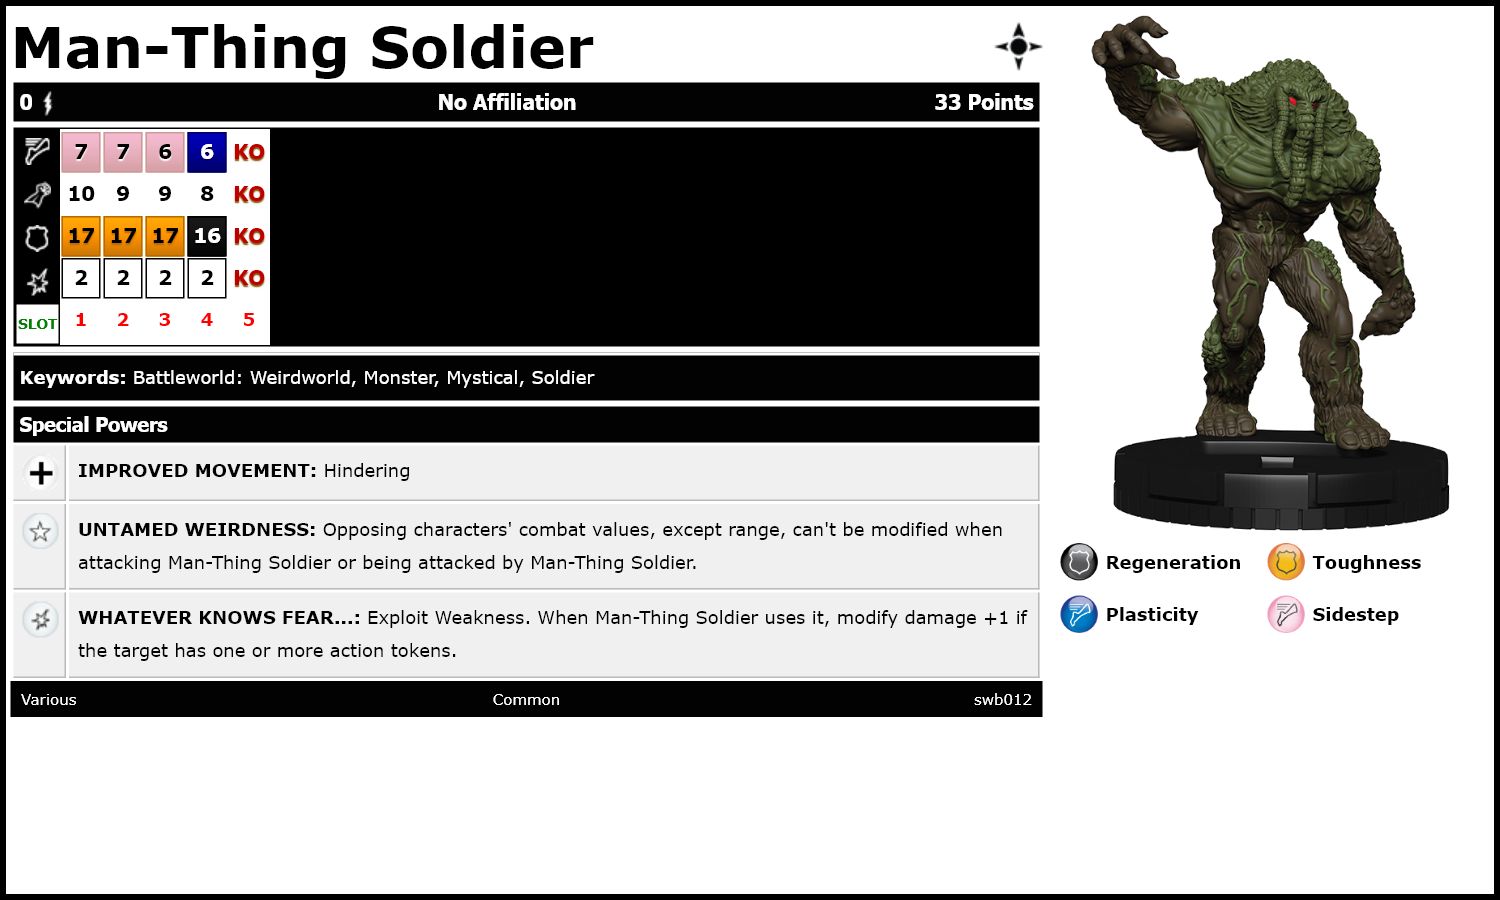 Man-Thing Soldier
0 No Affiliation 33 Points
7 7 6 6 KO
10 9 9 8 KO
17 17 17 16 KO
2 2 2 2 KO
SLOT 1 2 3 4 5
Keywords: Battleworld: Weirdworld, Monster, Mystical, Soldier
Special Powers
IMPROVED MOVEMENT: Hindering
UNTAMED WEIRDNESS: Opposing characters' combat values, except range, can't be modified when
attacking Man-Thing Soldier or being attacked by Man-Thing Soldier.
WHATEVER KNOWS FEAR...: Exploit Weakness. When Man-Thing Soldier uses it, modify damage +1 if
the target has one or more action tokens.
Various Common swb012
Regeneration Toughness
Plasticity Sidestep